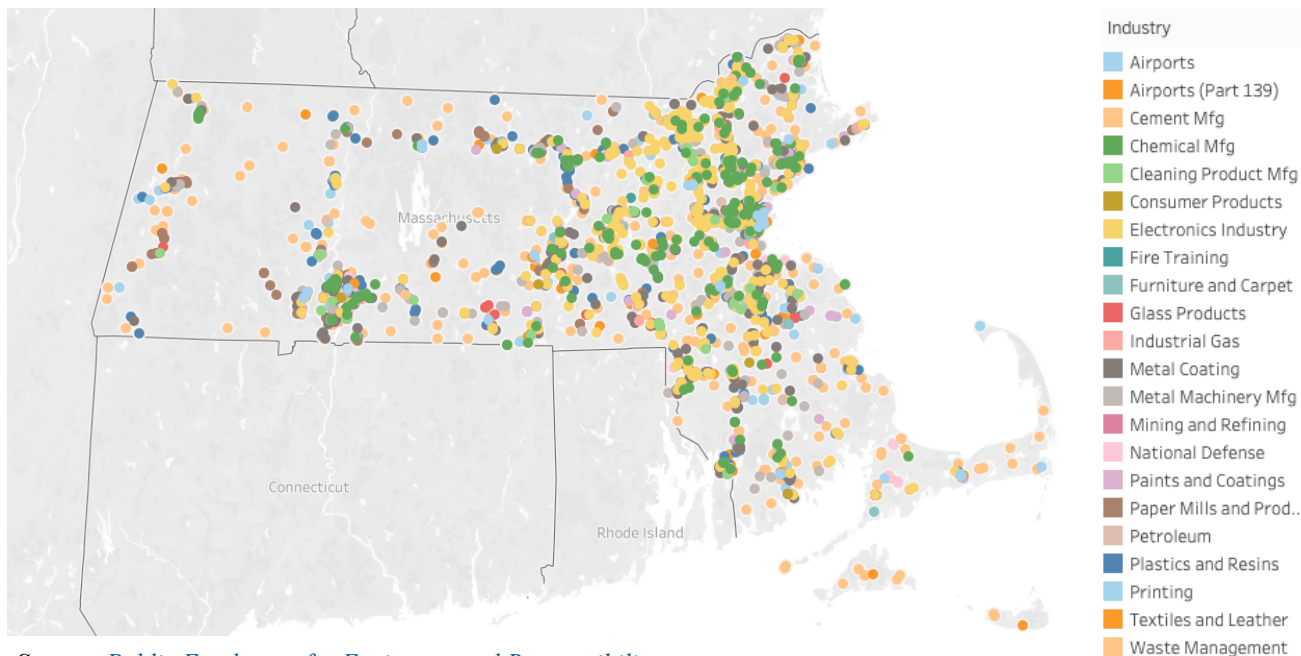 Industry
Airports
Airports (Part 139)
Cement Mfg
Chemical Mfg
Cleaning Product Mfg
Consumer Products
Electronics Industry
Fire Training
Furniture and Carpet
Glass Products
Industrial Gas
Metal Coating
Metal Machinery Mfg
Mining and Refining
National Defense
Paints and Coatings
Paper Mills and Prod..
Petroleum
Plastics and Resins
Printing
Textiles and Leather
Waste Management
Massachusetts
Connecticut
Rhode Island